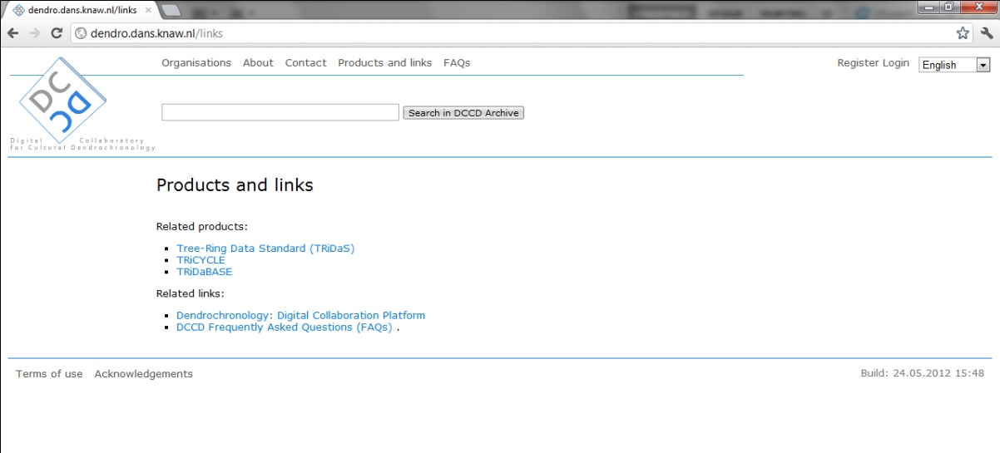 dendro.dans.knaw.nl/links
dendro.dans.knaw.nl/links
Organisations About Contact Products and links FAQs
Register Login English
DC
CD
Search in DCCD Archive
Digital Collaboratory
for Cultural Dendrochronology
Products and links
Related products:
Tree-Ring Data Standard (TRiDaS)
TRiCYCLE
TRiDaBASE
Related links:
Dendrochronology: Digital Collaboration Platform
DCCD Frequently Asked Questions (FAQs) .
Terms of use Acknowledgements
Build: 24.05.2012 15:48